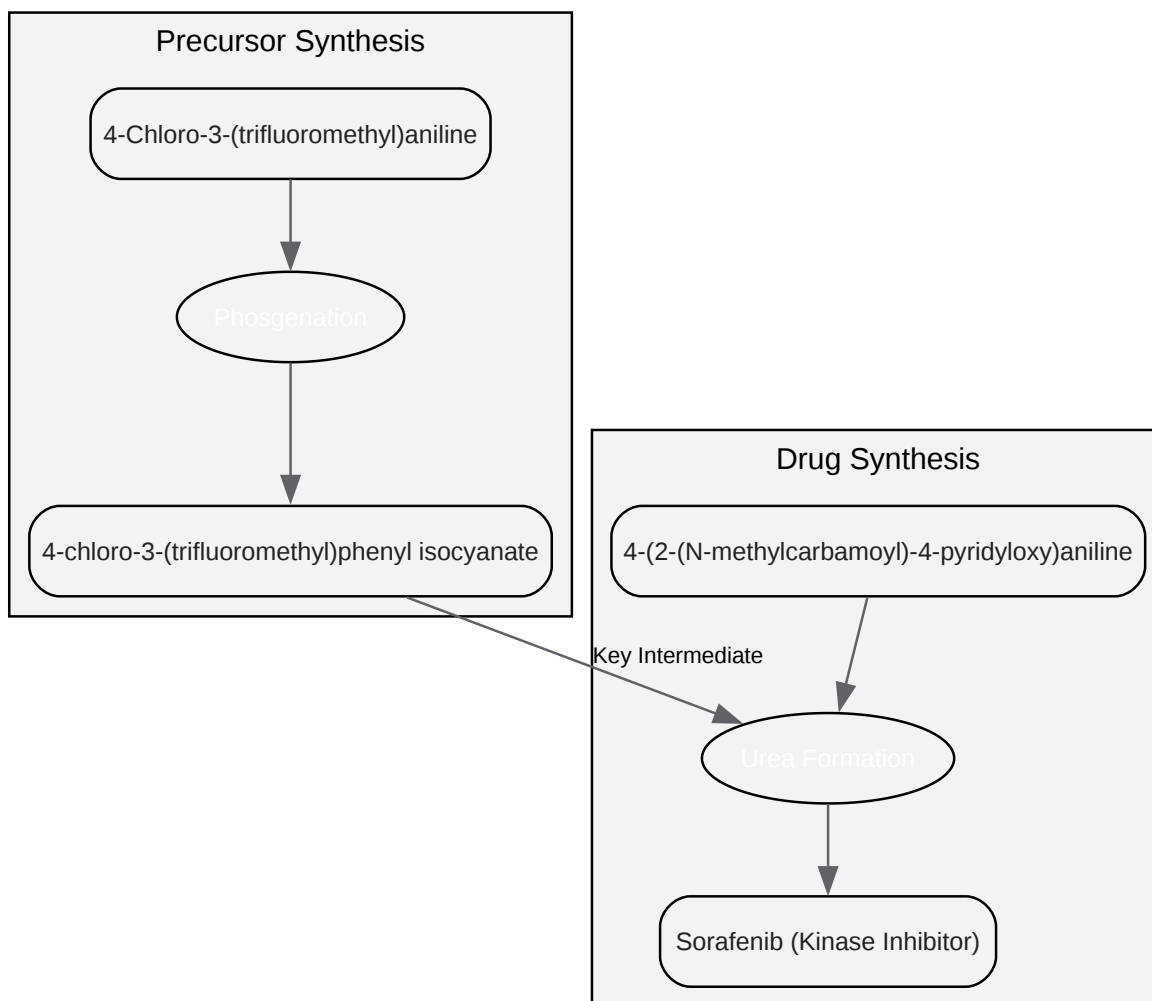 Precursor Synthesis
4-Chloro-3-(trifluoromethyl)aniline
Phosgenation
4-chloro-3-(trifluoromethyl)phenyl isocyanate
Drug Synthesis
4-(2-(N-methylcarbamoyl)-4-pyridyloxy)aniline
Key Intermediate
Urea Formation
Sorafenib (Kinase Inhibitor)